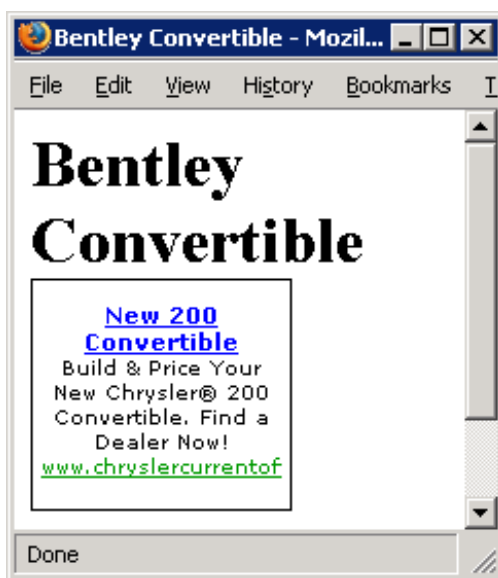 Bentley Convertible - Mozil...
File Edit View History Bookmarks T
Bentley
Convertible
New 200
Convertible
Build & Price Your
New Chrysler® 200
Convertible. Find a
Dealer Now!
www.chryslercurrentof
Done